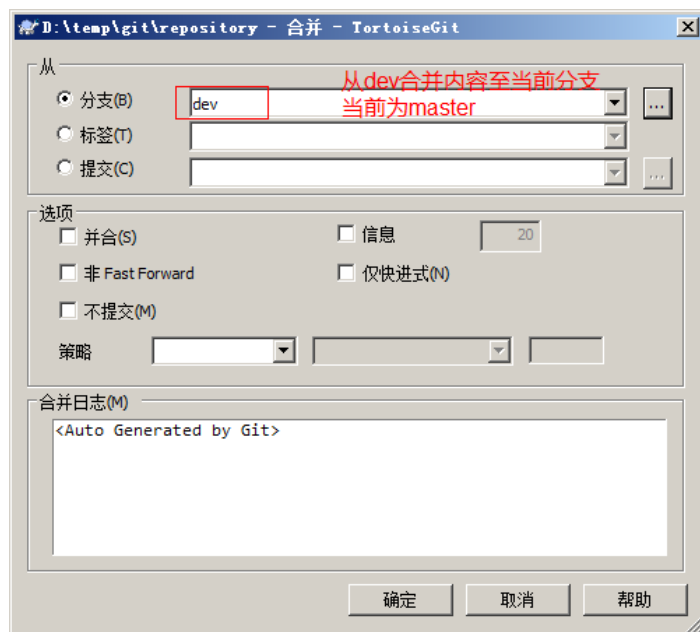 D:\temp\git\repository - 合并 - TortoiseGit
从
分支(B)
dev
从dev合并内容至当前分支
当前为master
...
标签(T)
提交(C)
...
选项
并合(S)
信息
20
非 Fast Forward
仅快进式(N)
不提交(M)
策略
合并日志(M)
<Auto Generated by Git>
确定
取消
帮助